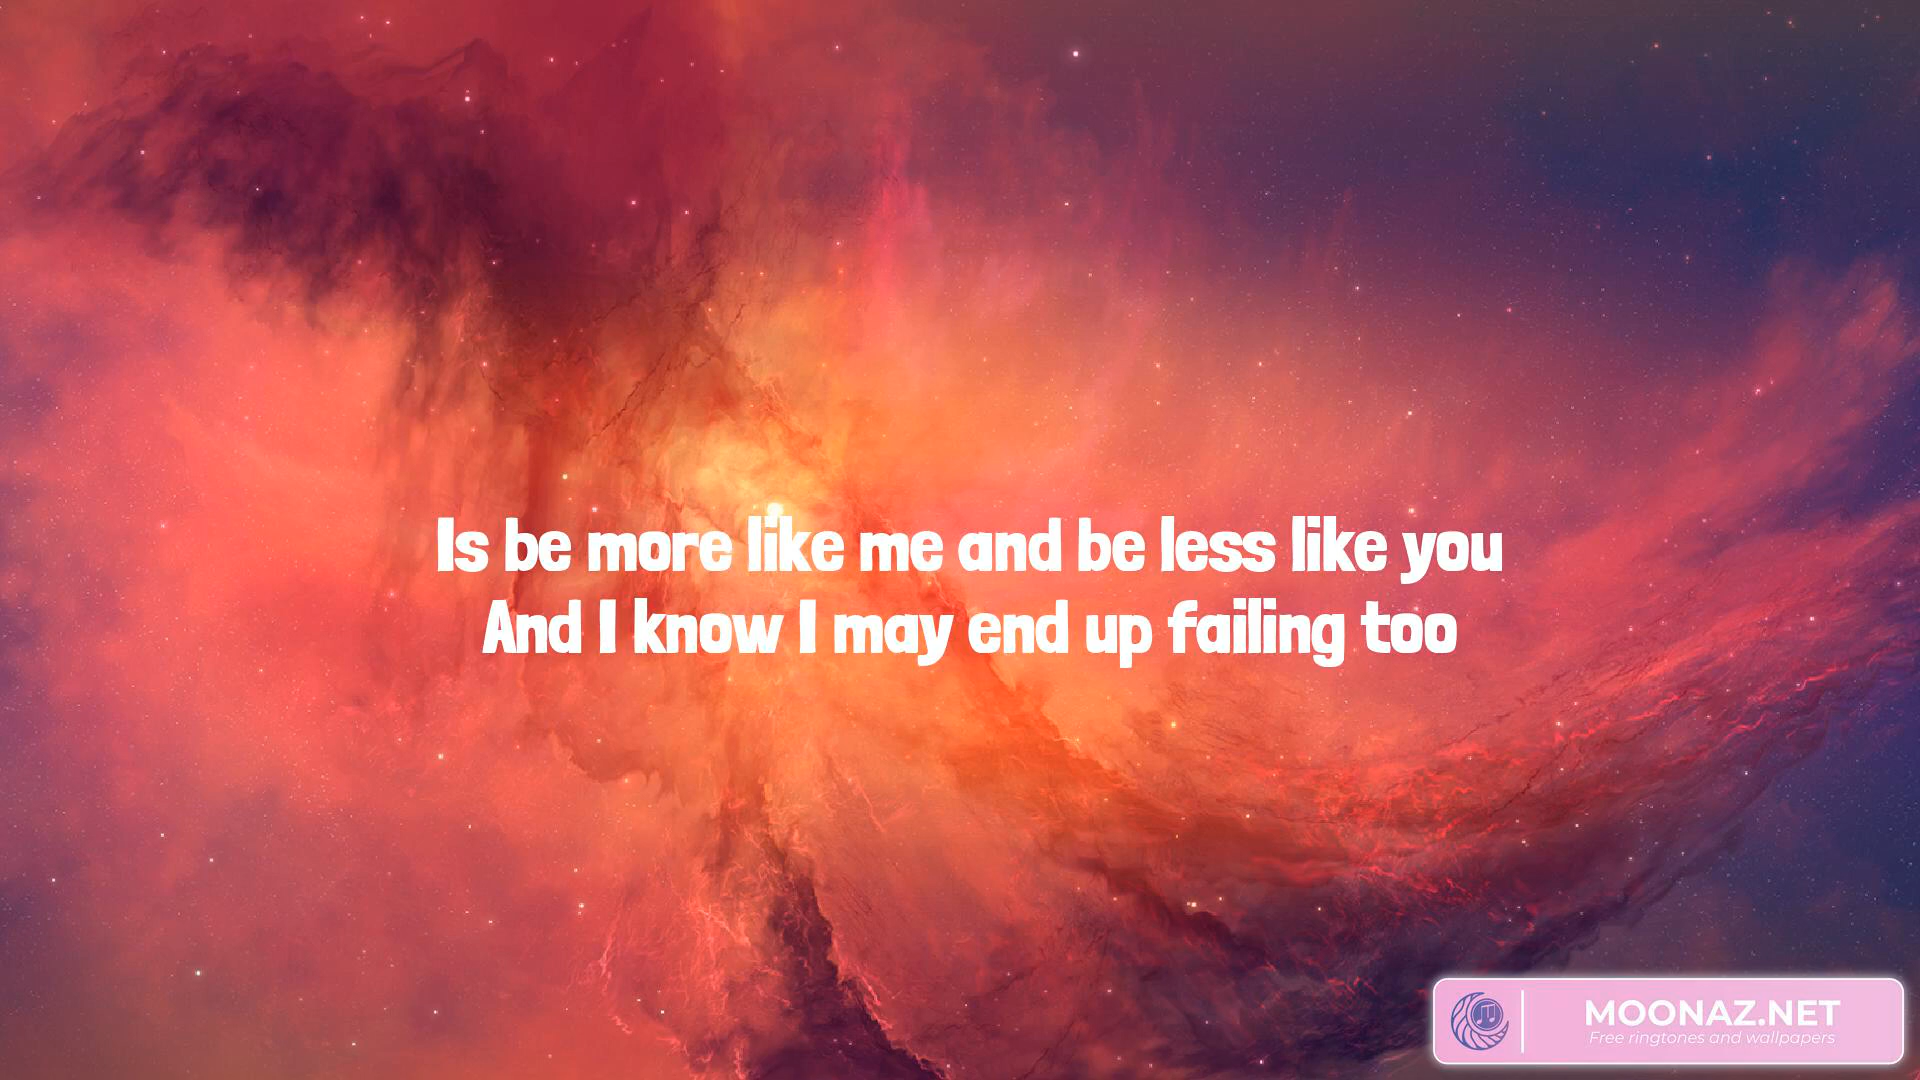 Is be more like me and be less like you
And I know I may end up failing too
MOONAZ.NET
Free ringtones and wallpapers